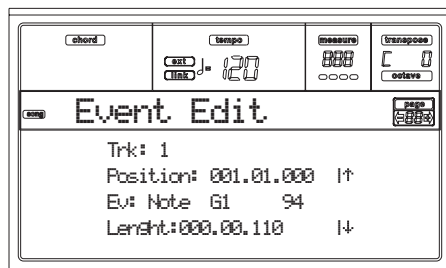 chord tempo measure transpose
ext
link ♩= 120 888 C 0
octave
song Event Edit page
88
Trk: 1
Position: 001.01.000 |↑
Ev: Note G1 94
Lenght:000.00.110 |↓